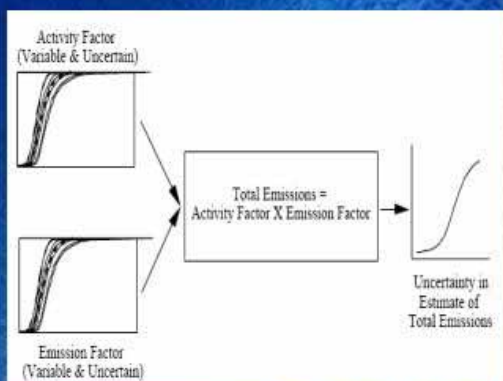 Activity Factor
(Variable & Uncertain)
Total Emissions =
Activity Factor X Emission Factor
Uncertainty in
Estimate of
Total Emissions
Emission Factor
(Variable & Uncertain)